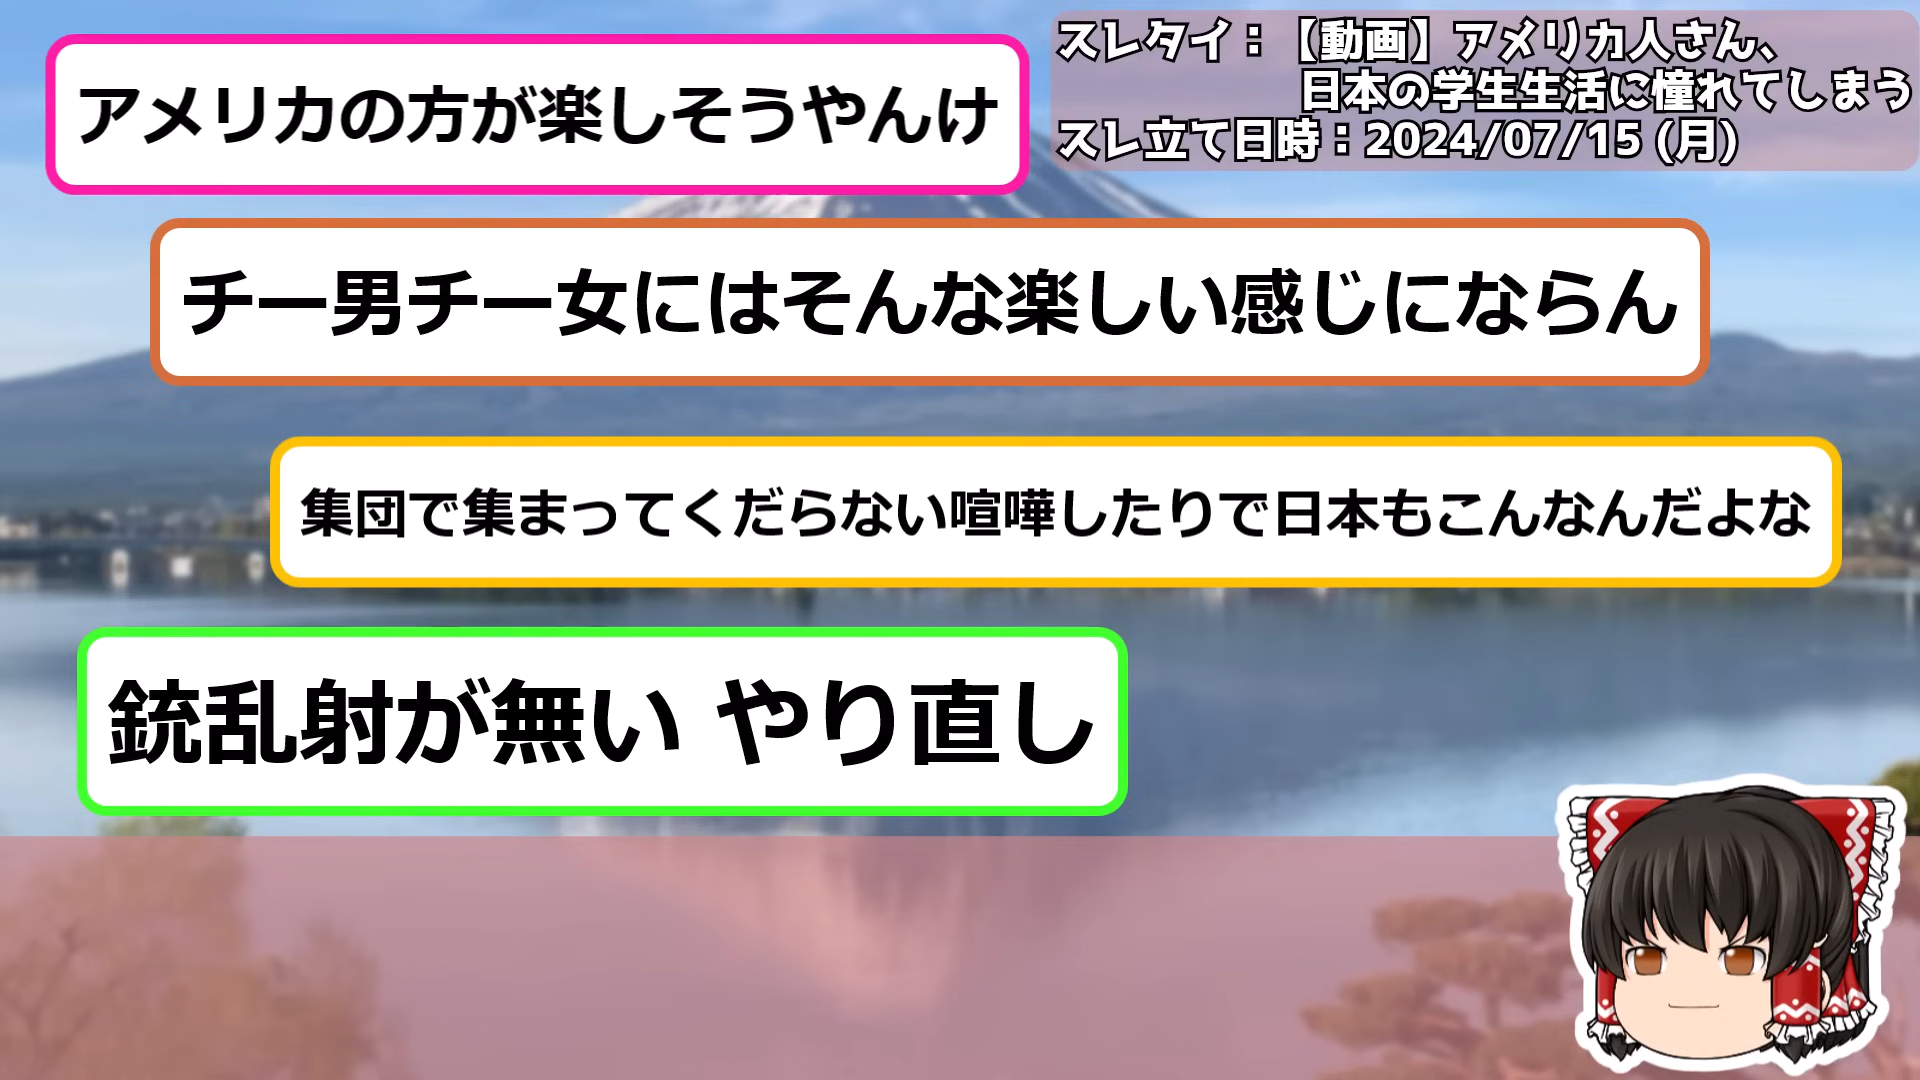 スレタイ：【動画】アメリカ人さん、
日本の学生生活に憧れてしまう
スレ立て日時：2024/07/15 (月)
アメリカの方が楽しそうやんけ
チー男チー女にはそんな楽しい感じにならん
集団で集まってくだらない喧嘩したりで日本もこんなんだよな
銃乱射が無い やり直し